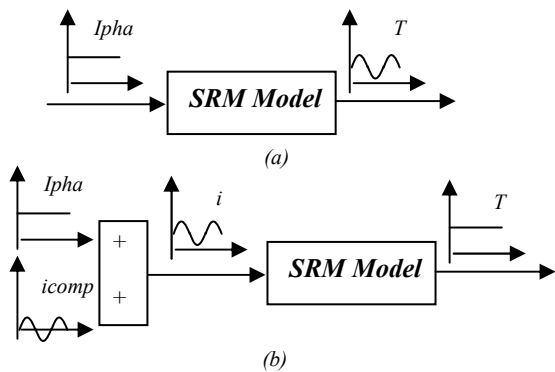 Ipha
T
SRM Model
(a)
Ipha
i
T
+
SRM Model
icomp
+
(b)